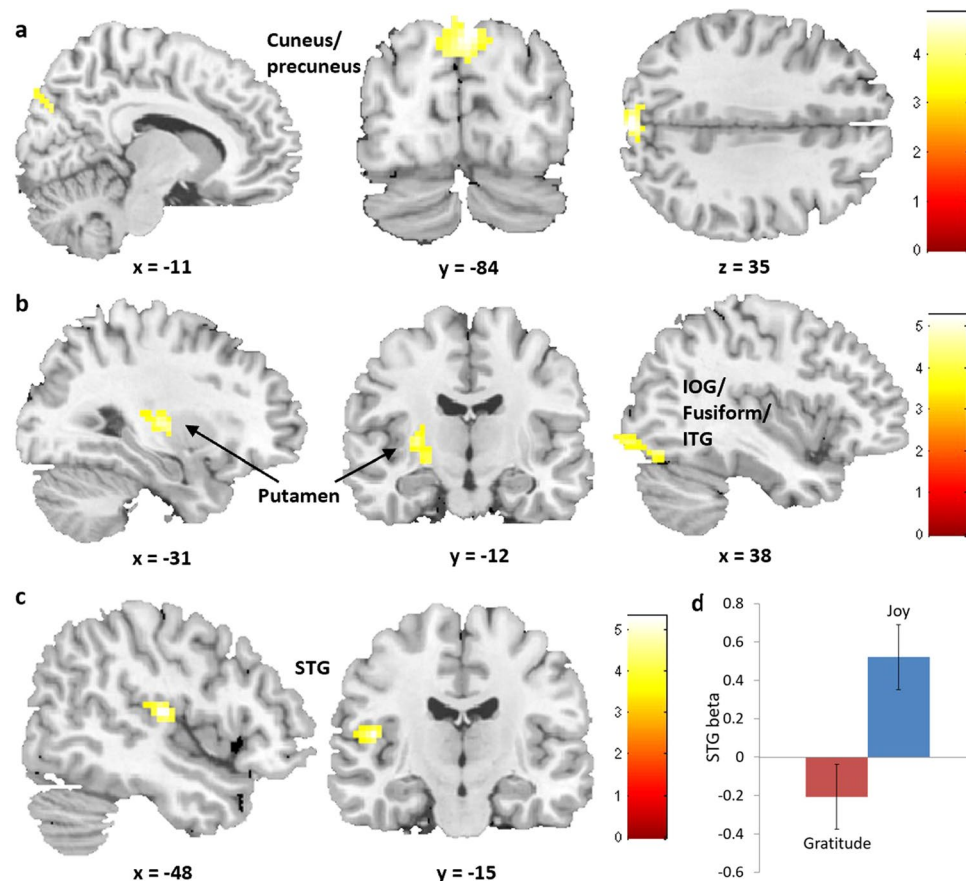 a
Cuneus/
precuneus
4
3
2
1
0
x = -11
y = -84
z = 35
b
IOG/
Fusiform/
ITG
Putamen
5
4
3
2
1
0
x = -31
y = -12
x = 38
c
STG
5
4
3
2
1
0
x = -48
y = -15
d
0.8
0.6
0.4
0.2
0
-0.2
-0.4
-0.6
STG beta
Joy
Gratitude